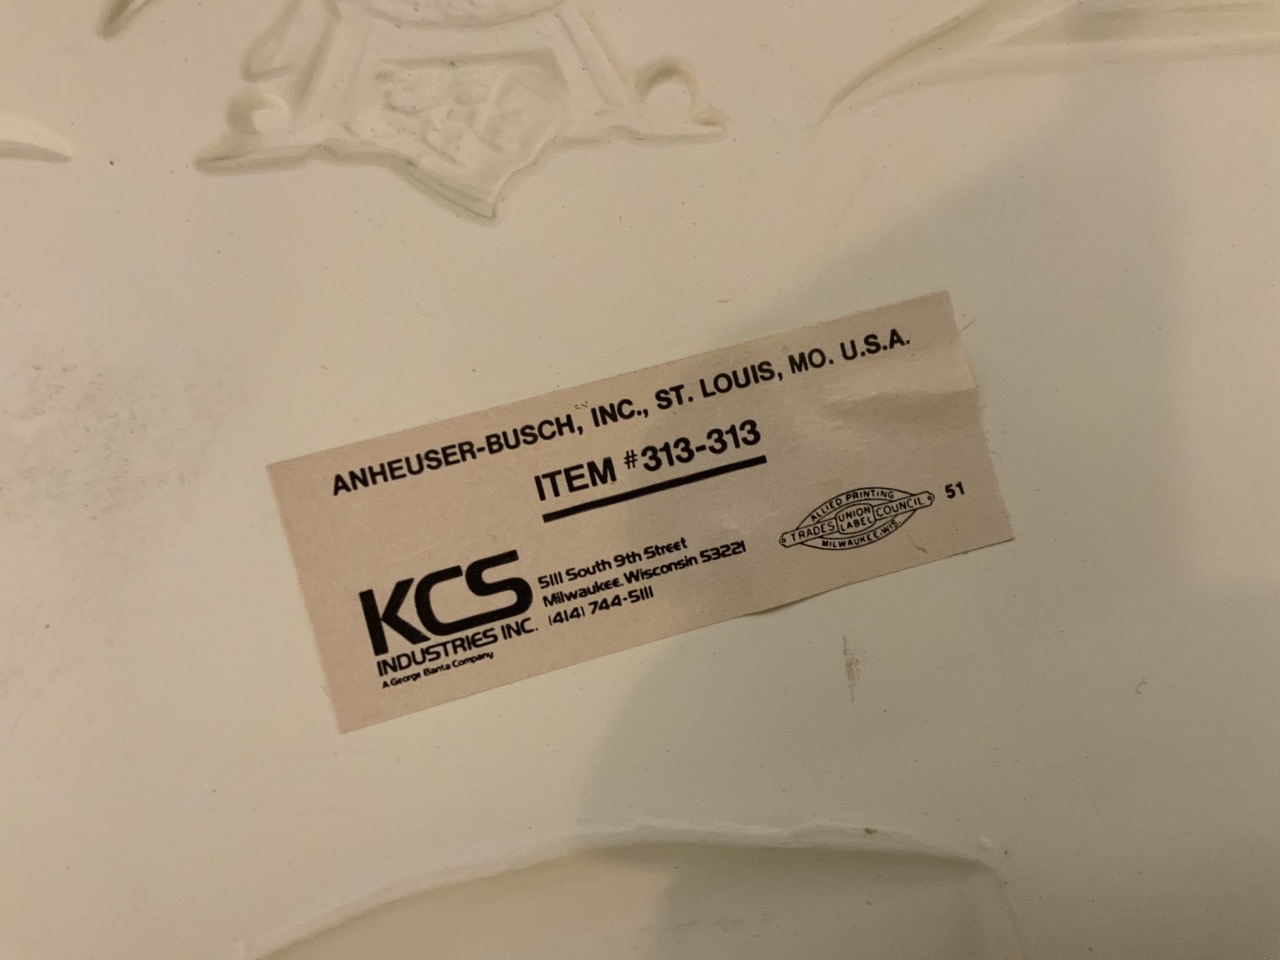 ANHEUSER-BUSCH, INC., ST. LOUIS, MO. U.S.A.
ITEM #313-313
KCS
INDUSTRIES INC.
A George Banta Company
5111 South 9th Street
Milwaukee, Wisconsin 53221
(414) 744-5111
ALLIED PRINTING
TRADES UNION LABEL COUNCIL
MILWAUKEE, WIS.
51